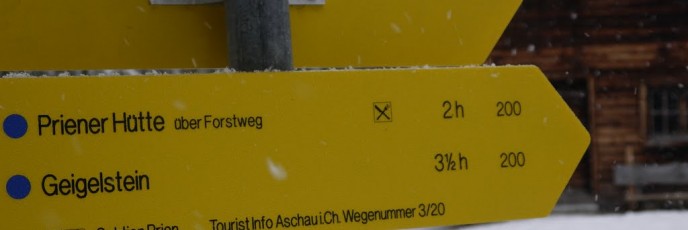 Priener Hütte über Forstweg 2 h 200
Geigelstein 3½ h 200
Tourist Info Aschau i.Ch. Wegenummer 3/20